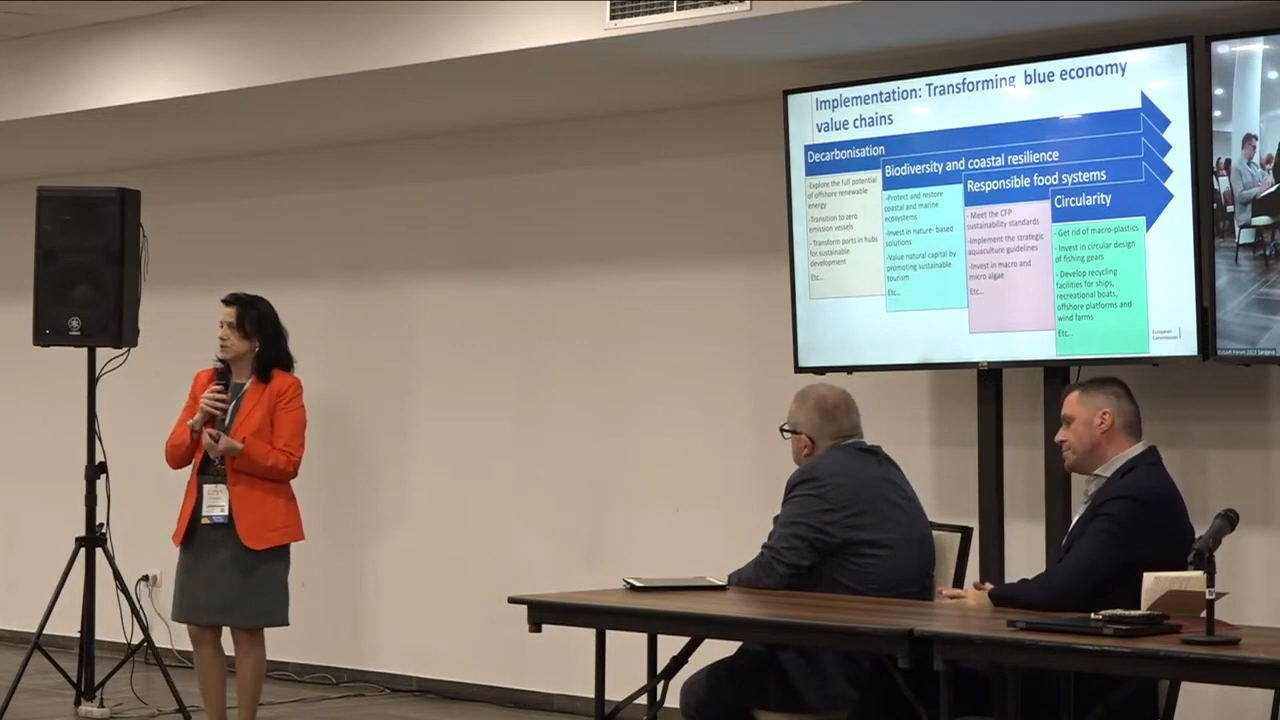 Implementation: Transforming blue economy
value chains
Decarbonisation
-Explore the full potential
of offshore renewable
energy
-Transition to zero
emission vessels
- Transform ports in hubs
for sustainable
development
Etc..
Biodiversity and coastal resilience
-Protect and restore
coastal and marine
ecosystems
-Invest in nature- based
solutions
-Value natural capital by
promoting sustainable
tourism
Etc..
Responsible food systems
- Meet the CFP
sustainability standards
-Implement the strategic
aquaculture guidelines
-Invest in macro and
micro algae
Etc..
Circularity
- Get rid of macro-plastics
- Invest in circular design
of fishing gears
- Develop recycling
facilities for ships,
recreational boats,
offshore platforms and
wind farms
Etc..
European
Commission
Forum 2023 Sarajevo
YAMAHA